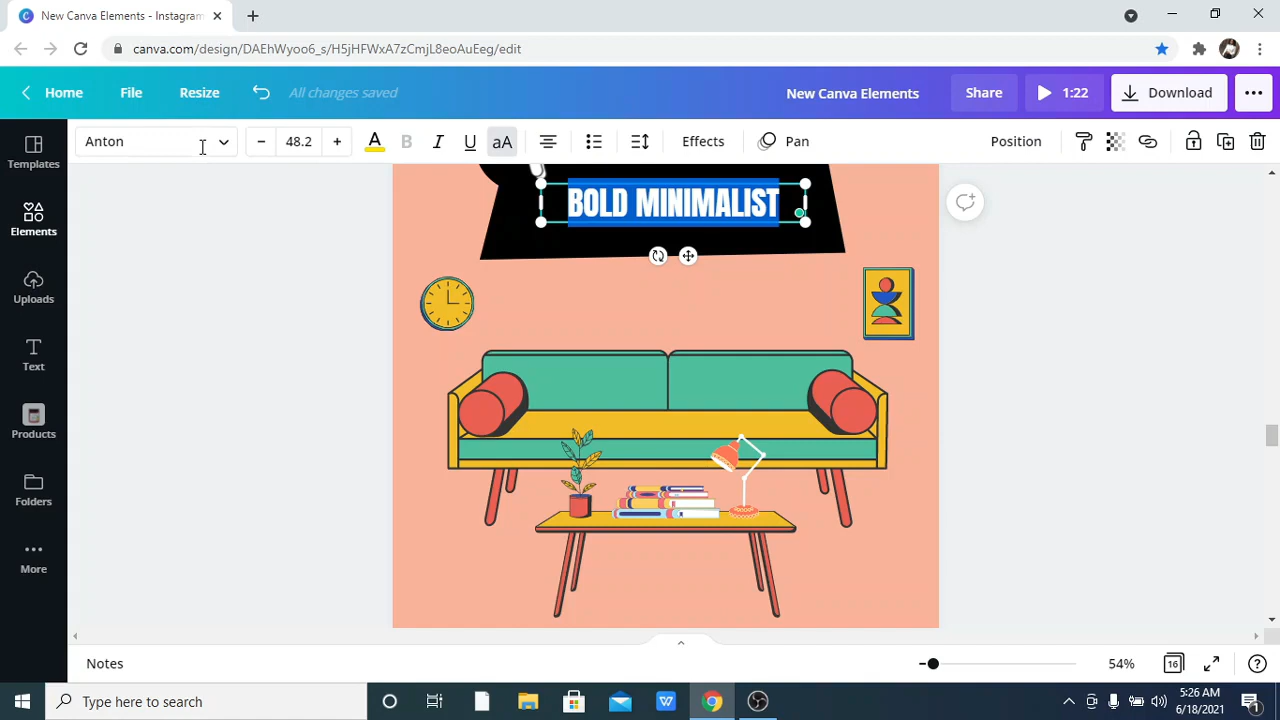 New Canva Elements - Instagram
canva.com/design/DAEhWyoo6_s/H5jHFWxA7zCmjL8eoAuEeg/edit
Home File Resize All changes saved New Canva Elements Share 1:22 Download
Anton 48.2 A B I U aA Effects Pan Position
Templates
Elements
Uploads
Text
Products
Folders
More
BOLD MINIMALIST
Notes 54% 16 ?
Type here to search
5:26 AM
6/18/2021
1